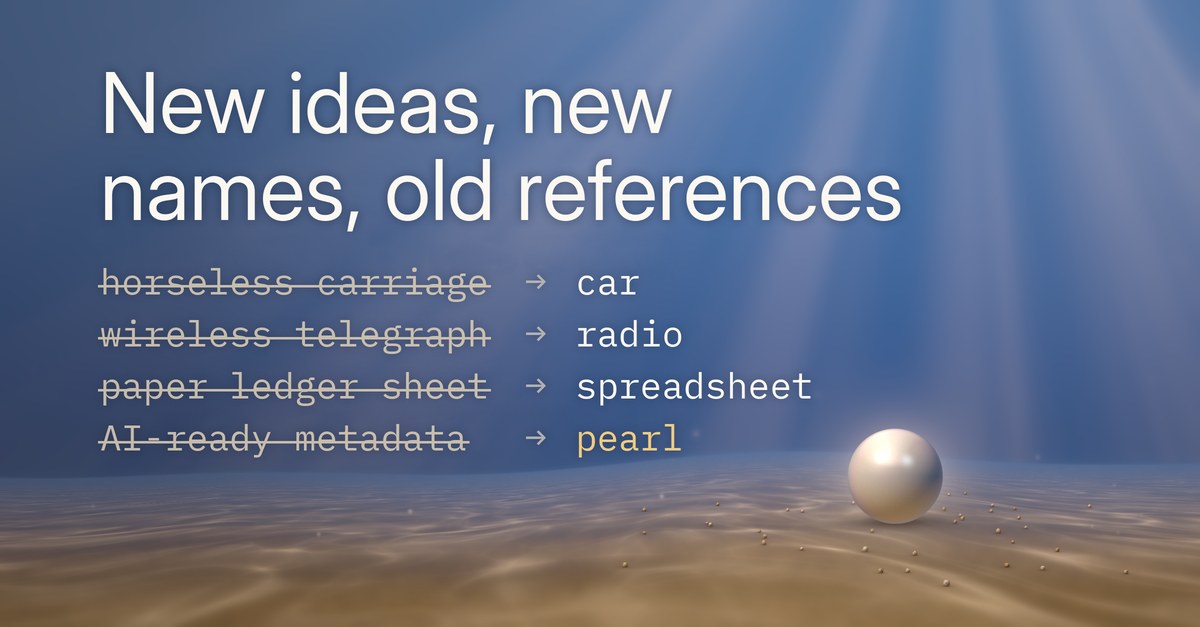 New ideas, new
names, old references
horseless carriage → car
wireless telegraph → radio
paper ledger sheet → spreadsheet
AI-ready metadata → pearl